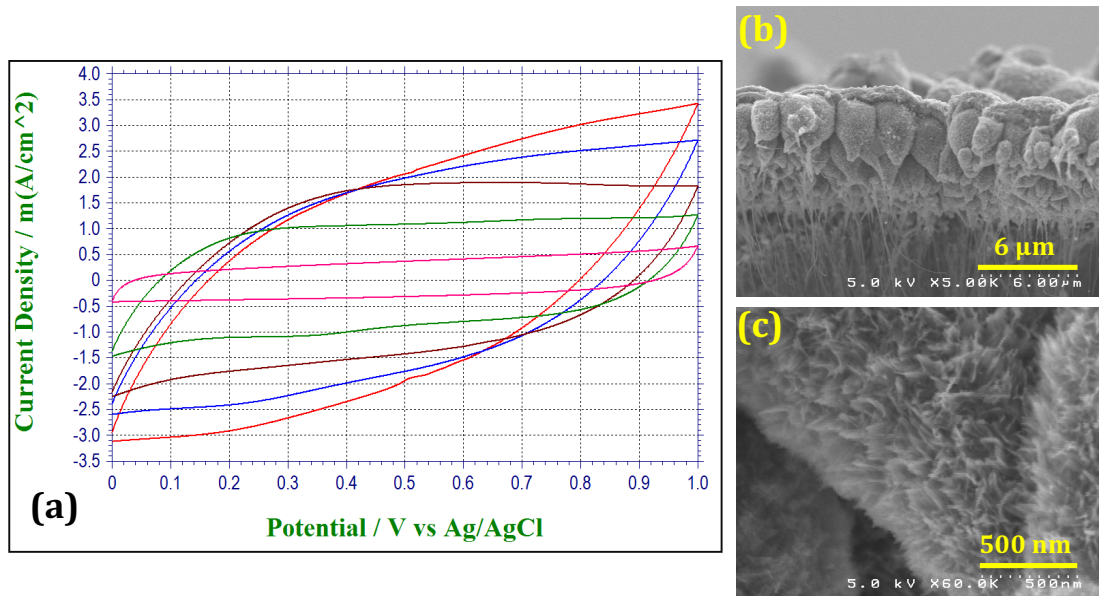 (a)
Current Density / m(A/cm^2)
4.0
3.5
3.0
2.5
2.0
1.5
1.0
0.5
0
-0.5
-1.0
-1.5
-2.0
-2.5
-3.0
-3.5
0 0.1 0.2 0.3 0.4 0.5 0.6 0.7 0.8 0.9 1.0
Potential / V vs Ag/AgCl
(b)
6 µm
5.0 kV X5.00K 6.00µm
(c)
500 nm
5.0 kV X60.0K 500nm